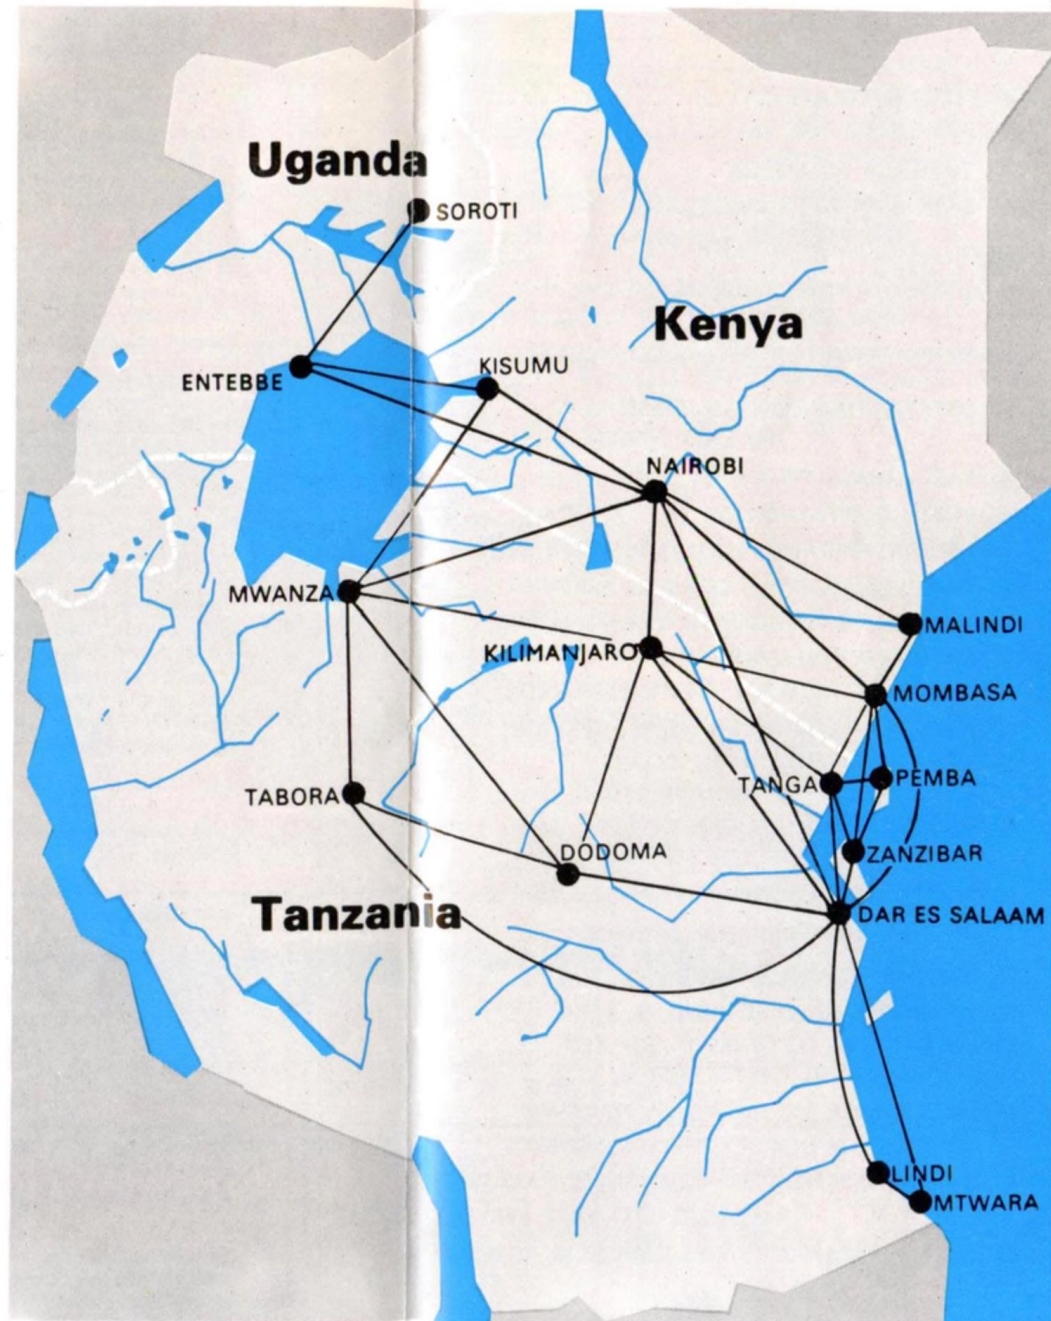 Uganda
SOROTI
Kenya
KISUMU
ENTEBBE
NAIROBI
MWANZA
MALINDI
KILIMANJARO
MOMBASA
TANGA
PEMBA
TABORA
ZANZIBAR
DODOMA
Tanzania
DAR ES SALAAM
LINDI
MTWARA